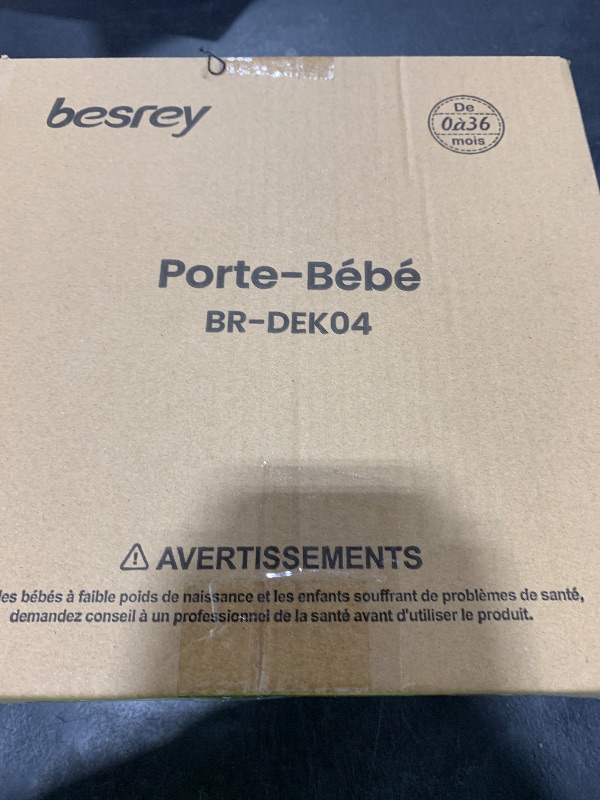 besrey
De
0à36
mois
Porte-Bébé
BR-DEK04
⚠ AVERTISSEMENTS
les bébés à faible poids de naissance et les enfants souffrant de problèmes de santé,
demandez conseil à un professionnel de la santé avant d'utiliser le produit.